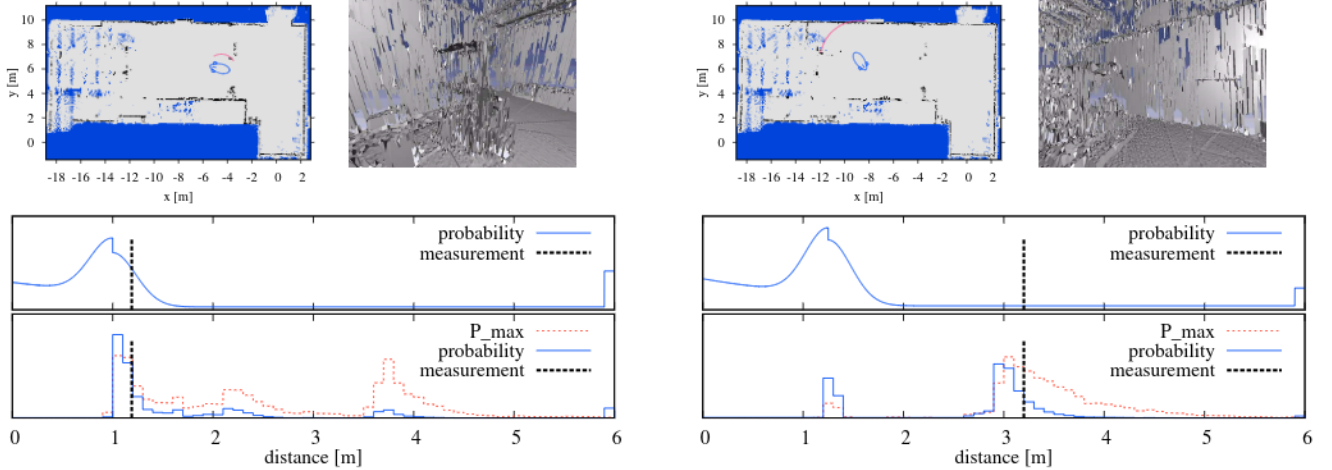 10
8
6
4
2
0
y [m]
-18 -16 -14 -12 -10 -8 -6 -4 -2 0 2
x [m]
probability
measurement
P_max
probability
measurement
0 1 2 3 4 5 6
distance [m]
10
8
6
4
2
0
y [m]
-18 -16 -14 -12 -10 -8 -6 -4 -2 0 2
x [m]
probability
measurement
P_max
probability
measurement
0 1 2 3 4 5 6
distance [m]